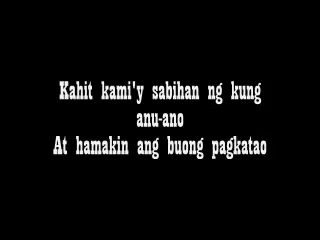 Kahit kami'y sabihan ng kung
anu-ano
At hamakin ang buong pagkatao